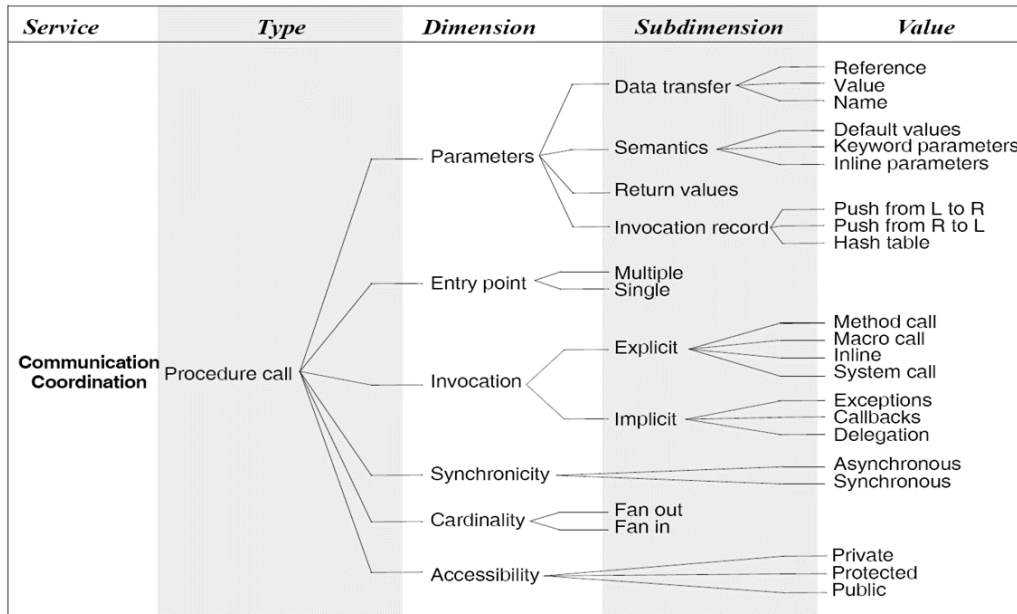 Service Type Dimension Subdimension Value
Reference
Data transfer Value
Name
Default values
Semantics Keyword parameters
Parameters Inline parameters
Return values
Push from L to R
Invocation record Push from R to L
Hash table
Multiple
Entry point
Single
Method call
Explicit Macro call
Inline
Communication
Coordination Procedure call System call
Invocation
Exceptions
Implicit Callbacks
Delegation
Asynchronous
Synchronicity
Synchronous
Fan out
Cardinality
Fan in
Private
Accessibility Protected
Public